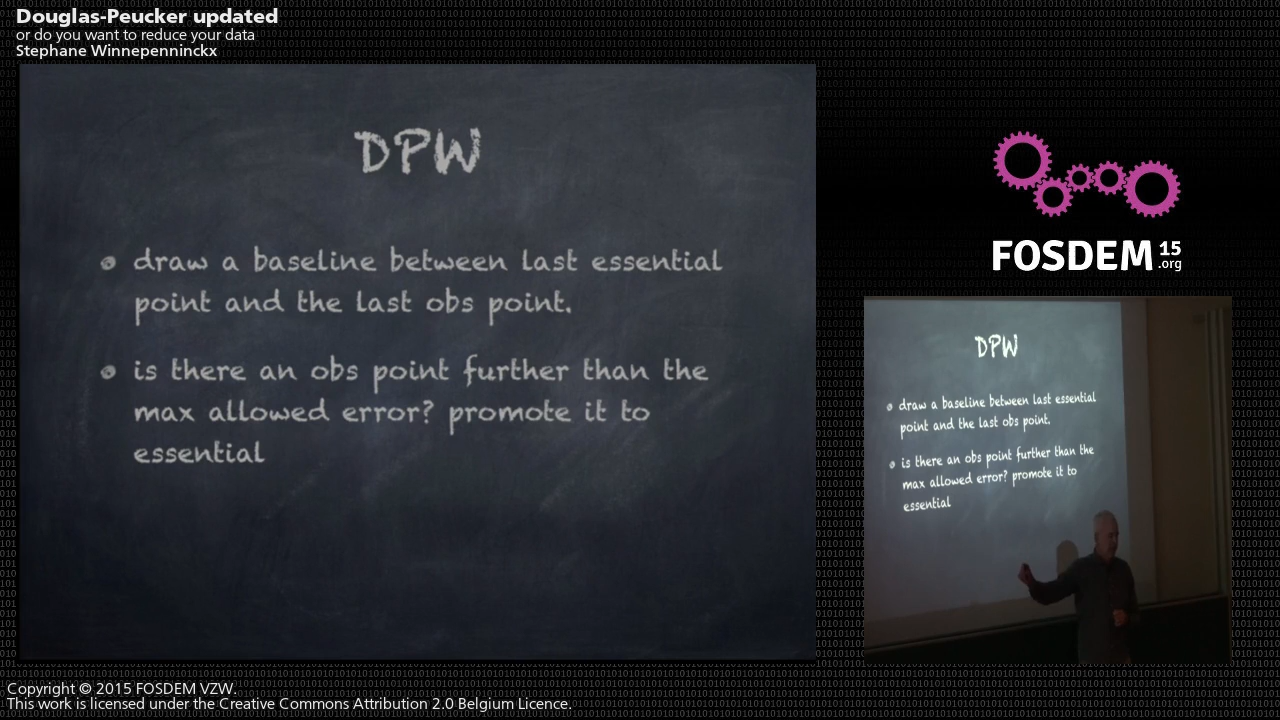 Douglas-Peucker updated
or do you want to reduce your data
Stephane Winnepenninckx
DPW
draw a baseline between last essential
point and the last obs point.
is there an obs point further than the
max allowed error? promote it to
essential
FOSDEM 15
.org
DPW
draw a baseline between last essential
point and the last obs point.
is there an obs point further than the
max allowed error? promote it to
essential
Copyright © 2015 FOSDEM VZW.
This work is licensed under the Creative Commons Attribution 2.0 Belgium Licence.